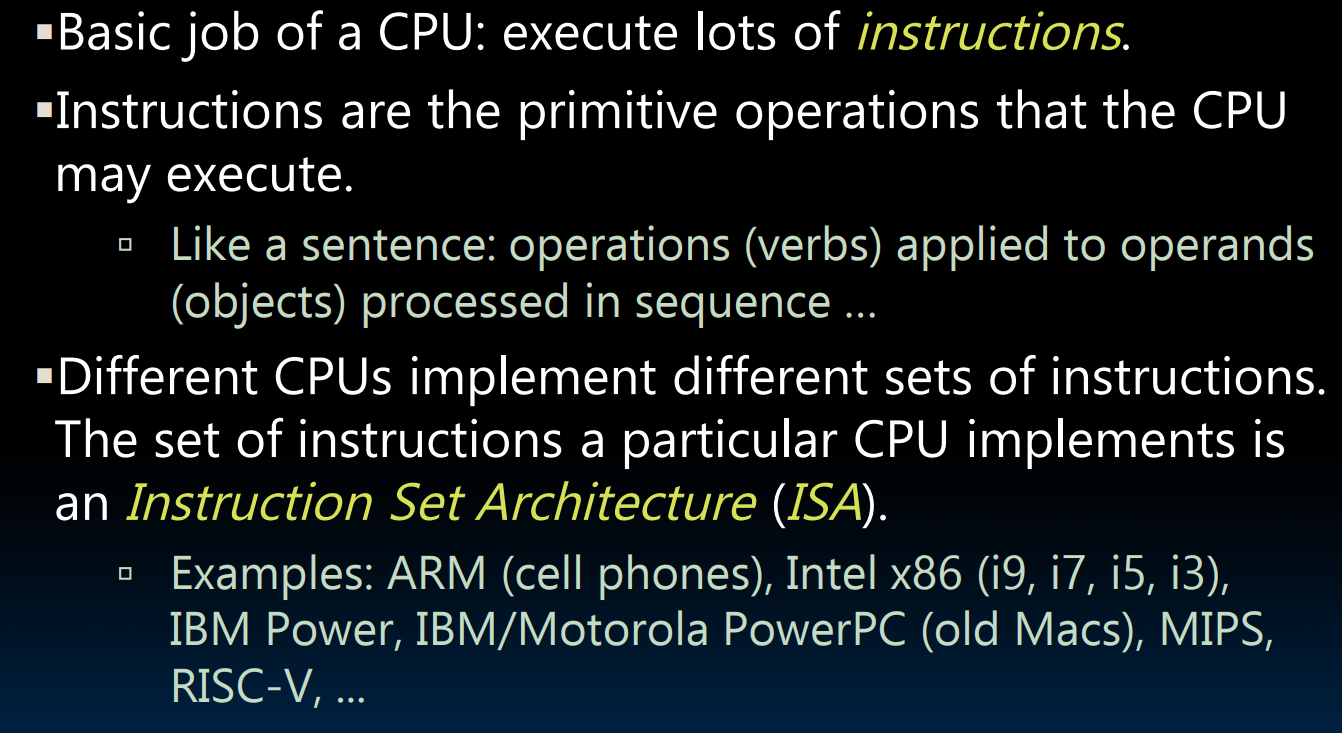 ▪Basic job of a CPU: execute lots of instructions.
▪Instructions are the primitive operations that the CPU
may execute.
▫ Like a sentence: operations (verbs) applied to operands
(objects) processed in sequence …
▪Different CPUs implement different sets of instructions.
The set of instructions a particular CPU implements is
an Instruction Set Architecture (ISA).
▫ Examples: ARM (cell phones), Intel x86 (i9, i7, i5, i3),
IBM Power, IBM/Motorola PowerPC (old Macs), MIPS,
RISC-V, ...